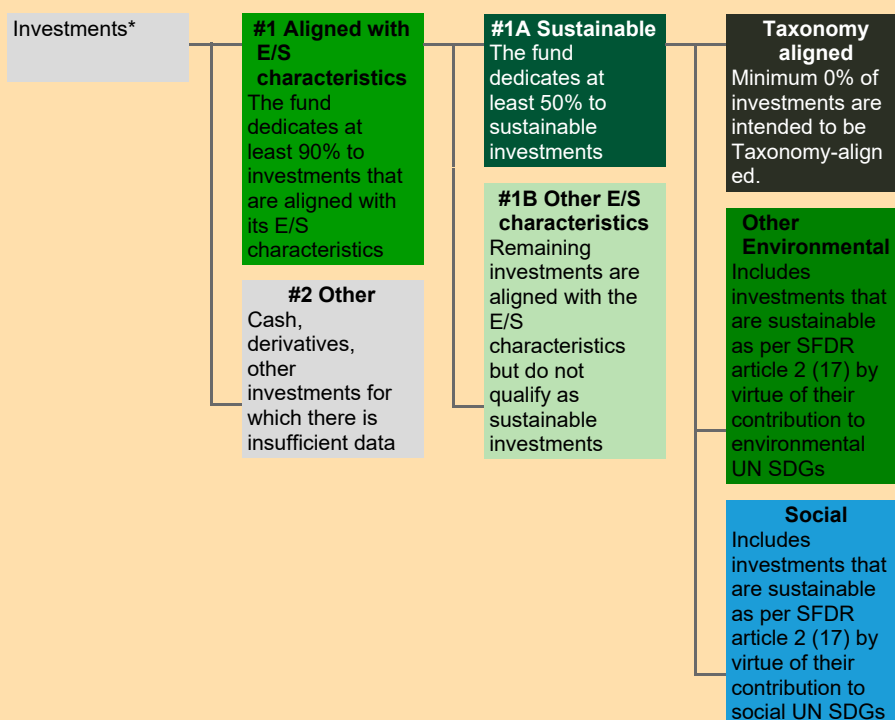 Investments*
#1 Aligned with
E/S
characteristics
The fund
dedicates at
least 90% to
investments that
are aligned with
its E/S
characteristics
#2 Other
Cash,
derivatives,
other
investments for
which there is
insufficient data
#1A Sustainable
The fund
dedicates at
least 50% to
sustainable
investments
#1B Other E/S
characteristics
Remaining
investments are
aligned with the
E/S
characteristics
but do not
qualify as
sustainable
investments
Taxonomy
aligned
Minimum 0% of
investments are
intended to be
Taxonomy-align
ed.
Other
Environmental
Includes
investments that
are sustainable
as per SFDR
article 2 (17) by
virtue of their
contribution to
environmental
UN SDGs
Social
Includes
investments that
are sustainable
as per SFDR
article 2 (17) by
virtue of their
contribution to
social UN SDGs